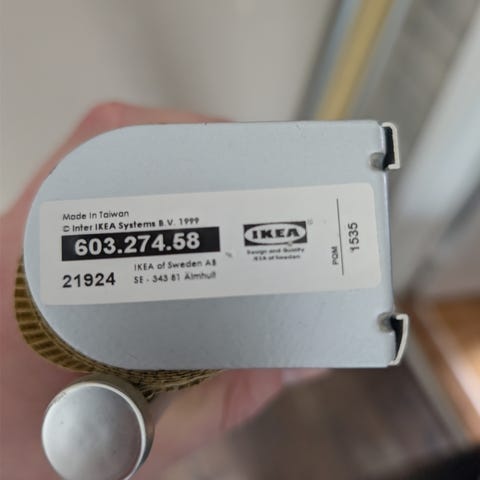 Made in Taiwan
© Inter IKEA Systems B.V. 1999
603.274.58
21924
IKEA of Sweden AB
SE - 343 81 Älmhult
IKEA®
Design and Quality
IKEA of Sweden
PQM
1535